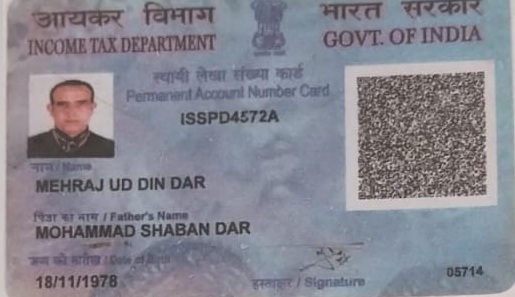 आयकर विभाग
INCOME TAX DEPARTMENT
भारत सरकार
GOVT. OF INDIA
स्थायी लेखा संख्या कार्ड
Permanent Account Number Card
ISSPD4572A
नाम / Name
MEHRAJ UD DIN DAR
पिता का नाम / Father's Name
MOHAMMAD SHABAN DAR
जन्म की तारीख / Date of Birth
18/11/1978
हस्ताक्षर / Signature
05714